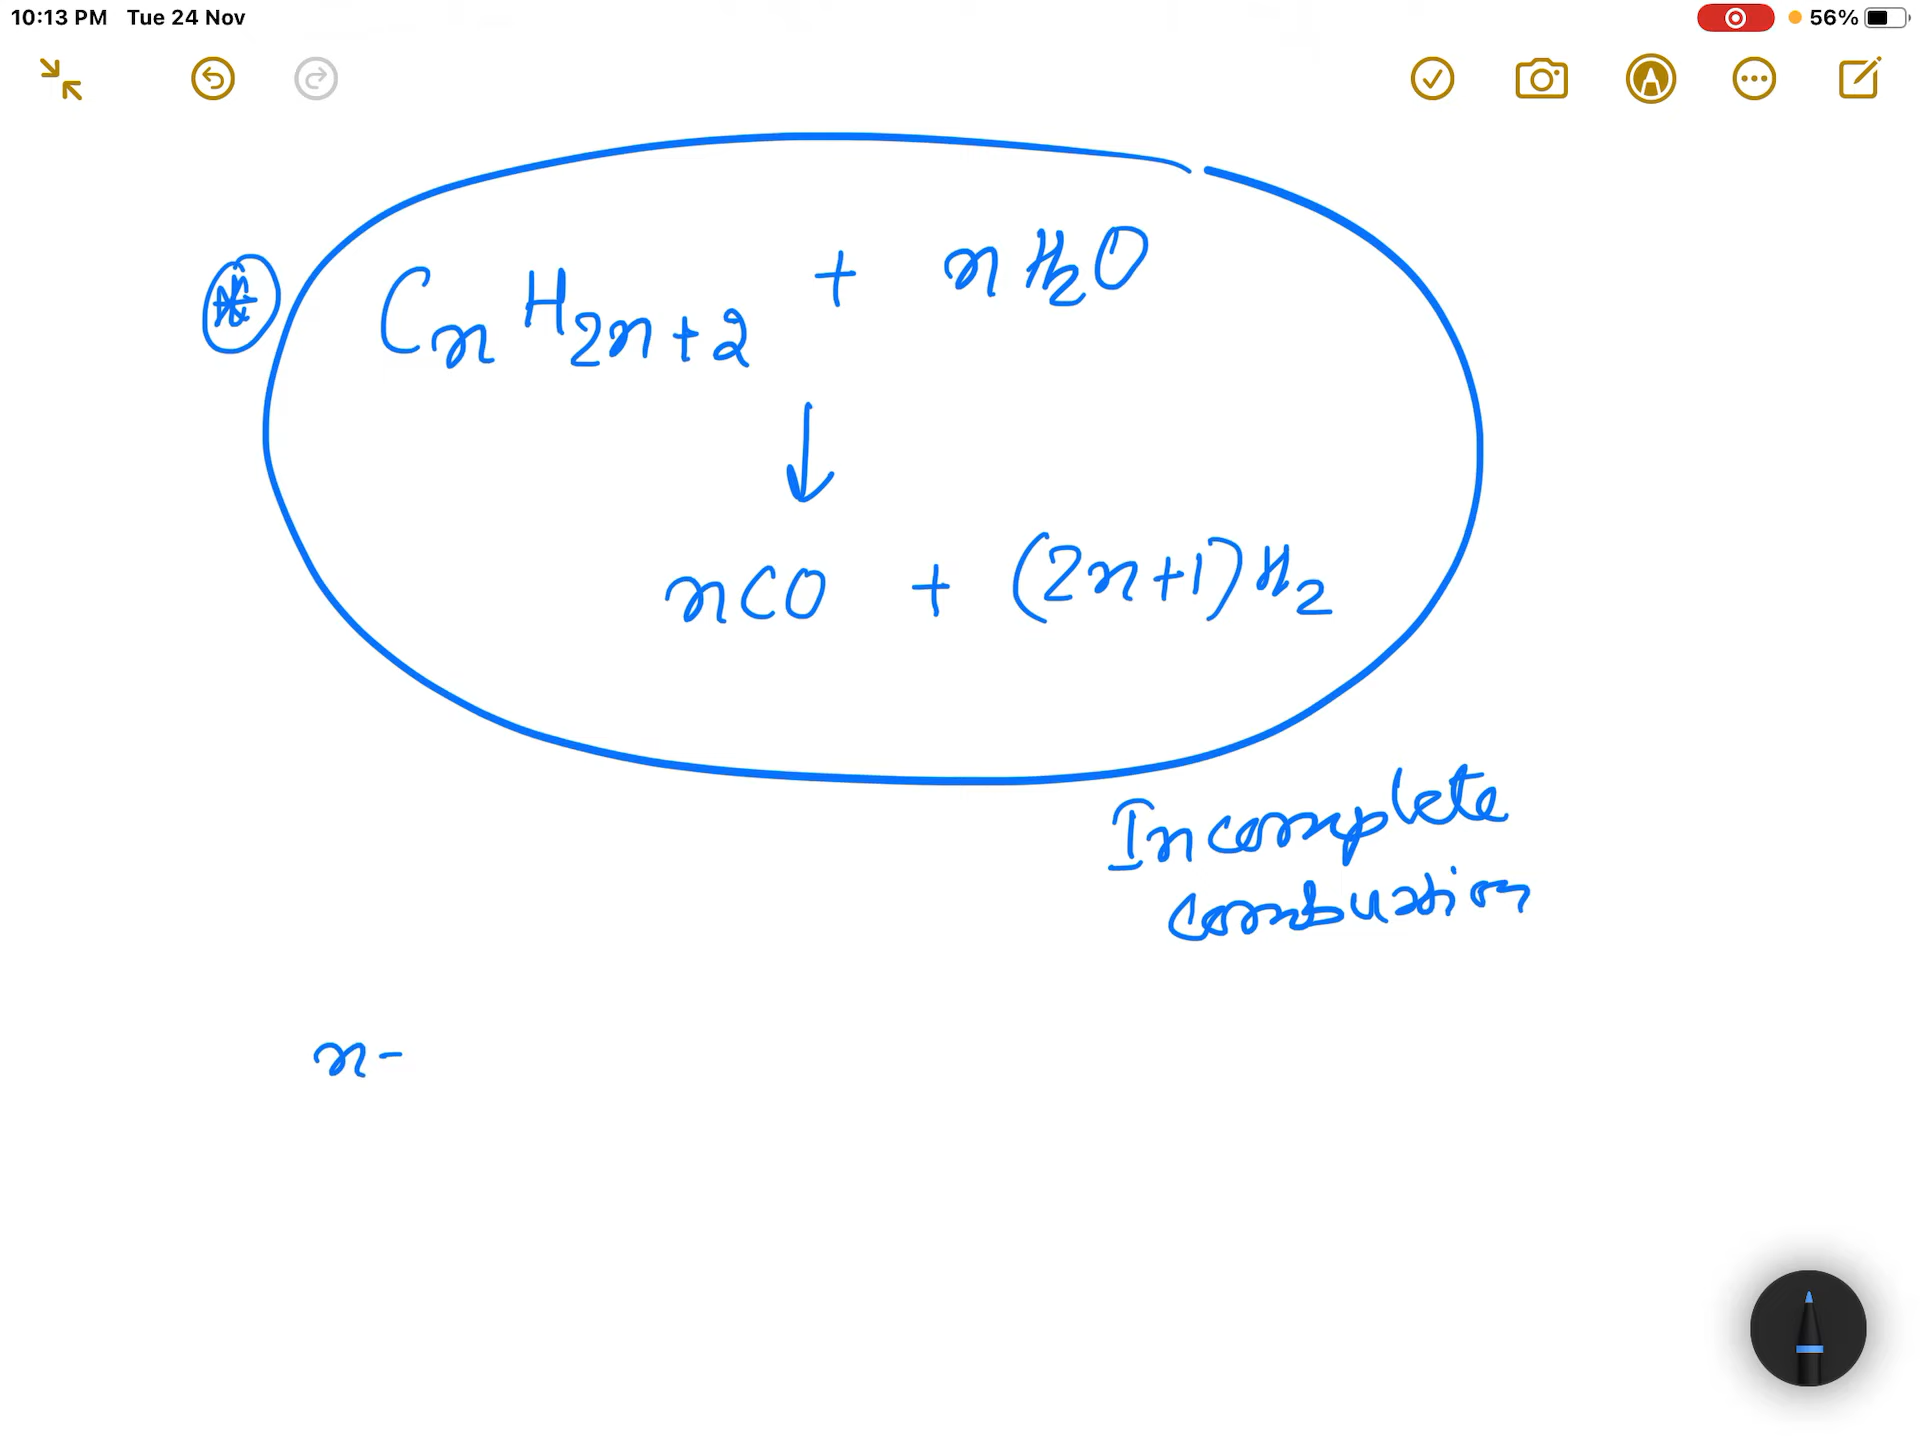 10:13 PM Tue 24 Nov 56%
* CnH2n+2 + nH2O
↓
nCO + (2n+1)H2
Incomplete
combustion
n-